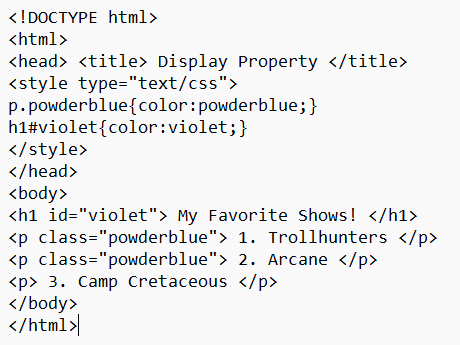 <!DOCTYPE html>
<html>
<head> <title> Display Property </title>
<style type="text/css">
p.powderblue{color:powderblue;}
h1#violet{color:violet;}
</style>
</head>
<body>
<h1 id="violet"> My Favorite Shows! </h1>
<p class="powderblue"> 1. Trollhunters </p>
<p class="powderblue"> 2. Arcane </p>
<p> 3. Camp Cretaceous </p>
</body>
</html>